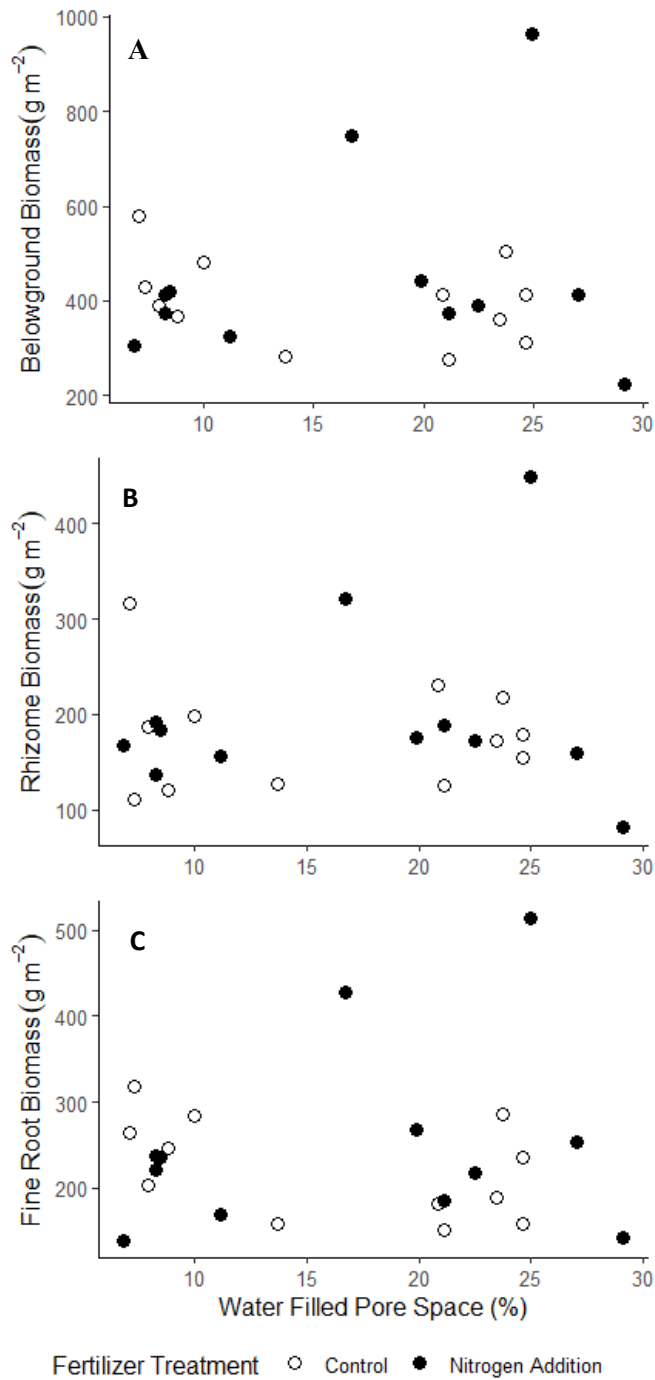 A
Belowground Biomass(g m⁻²)
1000
800
600
400
200
10 15 20 25 30
B
Rhizome Biomass(g m⁻²)
400
300
200
100
10 15 20 25 30
C
Fine Root Biomass(g m⁻²)
500
400
300
200
10 15 20 25 30
Water Filled Pore Space (%)
Fertilizer Treatment Control Nitrogen Addition